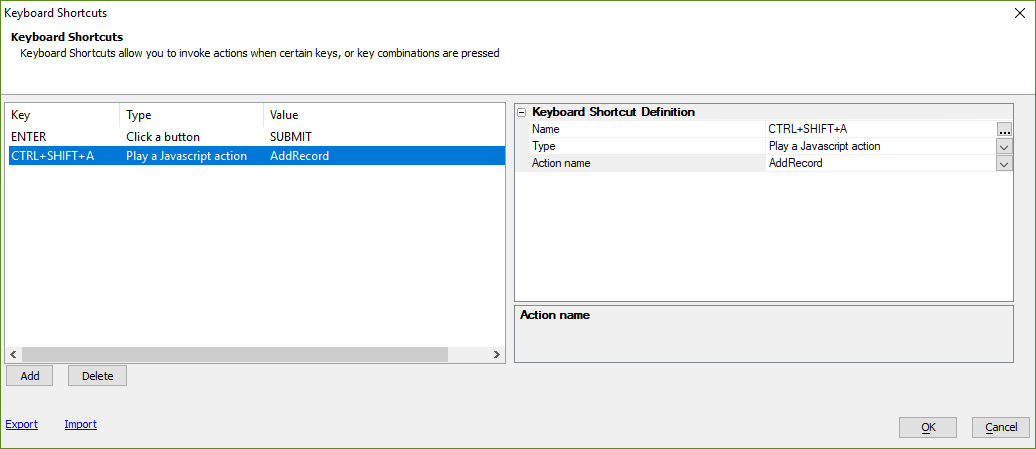 Keyboard Shortcuts
Keyboard Shortcuts
Keyboard Shortcuts allow you to invoke actions when certain keys, or key combinations are pressed
Key Type Value
ENTER Click a button SUBMIT
CTRL+SHIFT+A Play a Javascript action AddRecord
Add Delete
Export Import
Keyboard Shortcut Definition
Name CTRL+SHIFT+A ...
Type Play a Javascript action
Action name AddRecord
Action name
OK Cancel